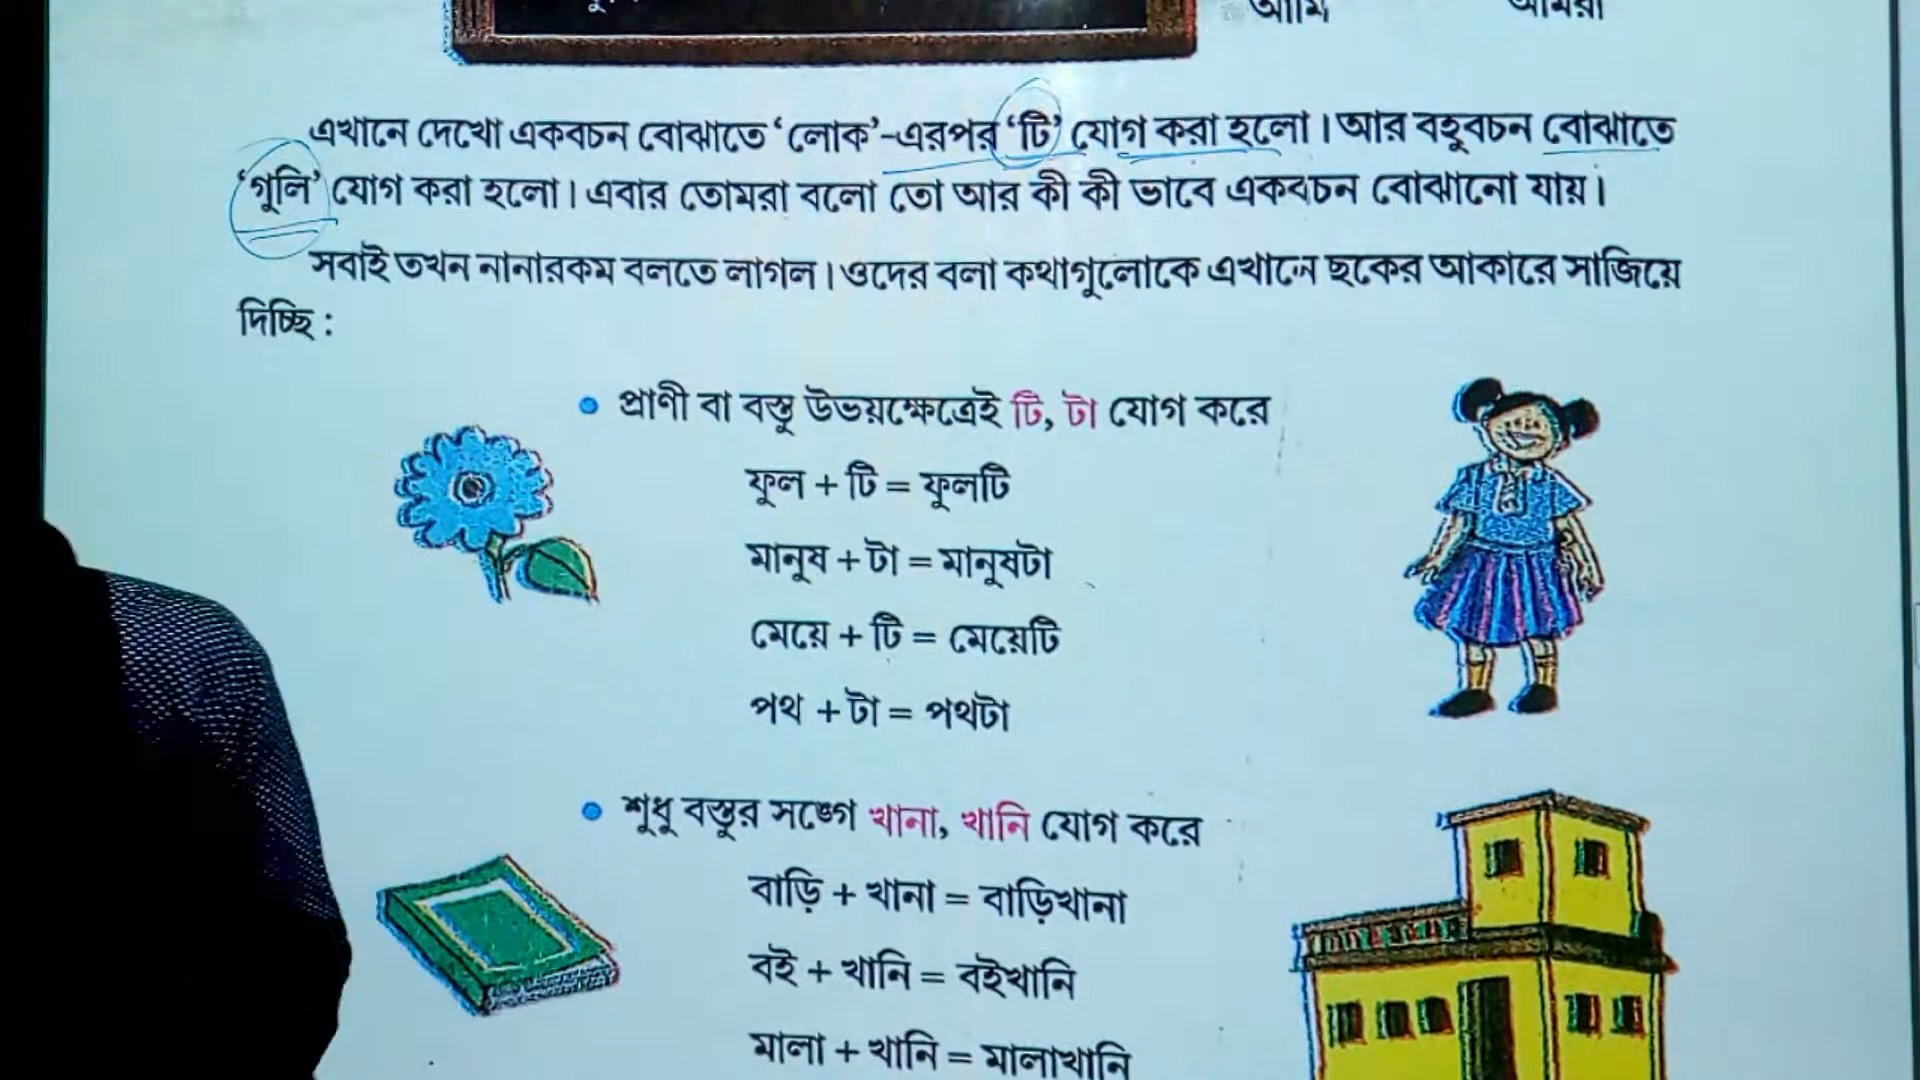 আমি আমরা
এখানে দেখো একবচন বোঝাতে ‘লোক’-এরপর ‘টি’ যোগ করা হলো। আর বহুবচন বোঝাতে
‘গুলি’ যোগ করা হলো। এবার তোমরা বলো তো আর কী কী ভাবে একবচন বোঝানো যায়।
সবাই তখন নানারকম বলতে লাগল। ওদের বলা কথাগুলোকে এখানে ছকের আকারে সাজিয়ে
দিচ্ছি :
• প্রাণী বা বস্তু উভয়ক্ষেত্রেই টি, টা যোগ করে
ফুল + টি = ফুলটি
মানুষ + টা = মানুষটা
মেয়ে + টি = মেয়েটি
পথ + টা = পথটা
• শুধু বস্তুর সঙ্গে খানা, খানি যোগ করে
বাড়ি + খানা = বাড়িখানা
বই + খানি = বইখানি
মালা + খানি = মালাখানি